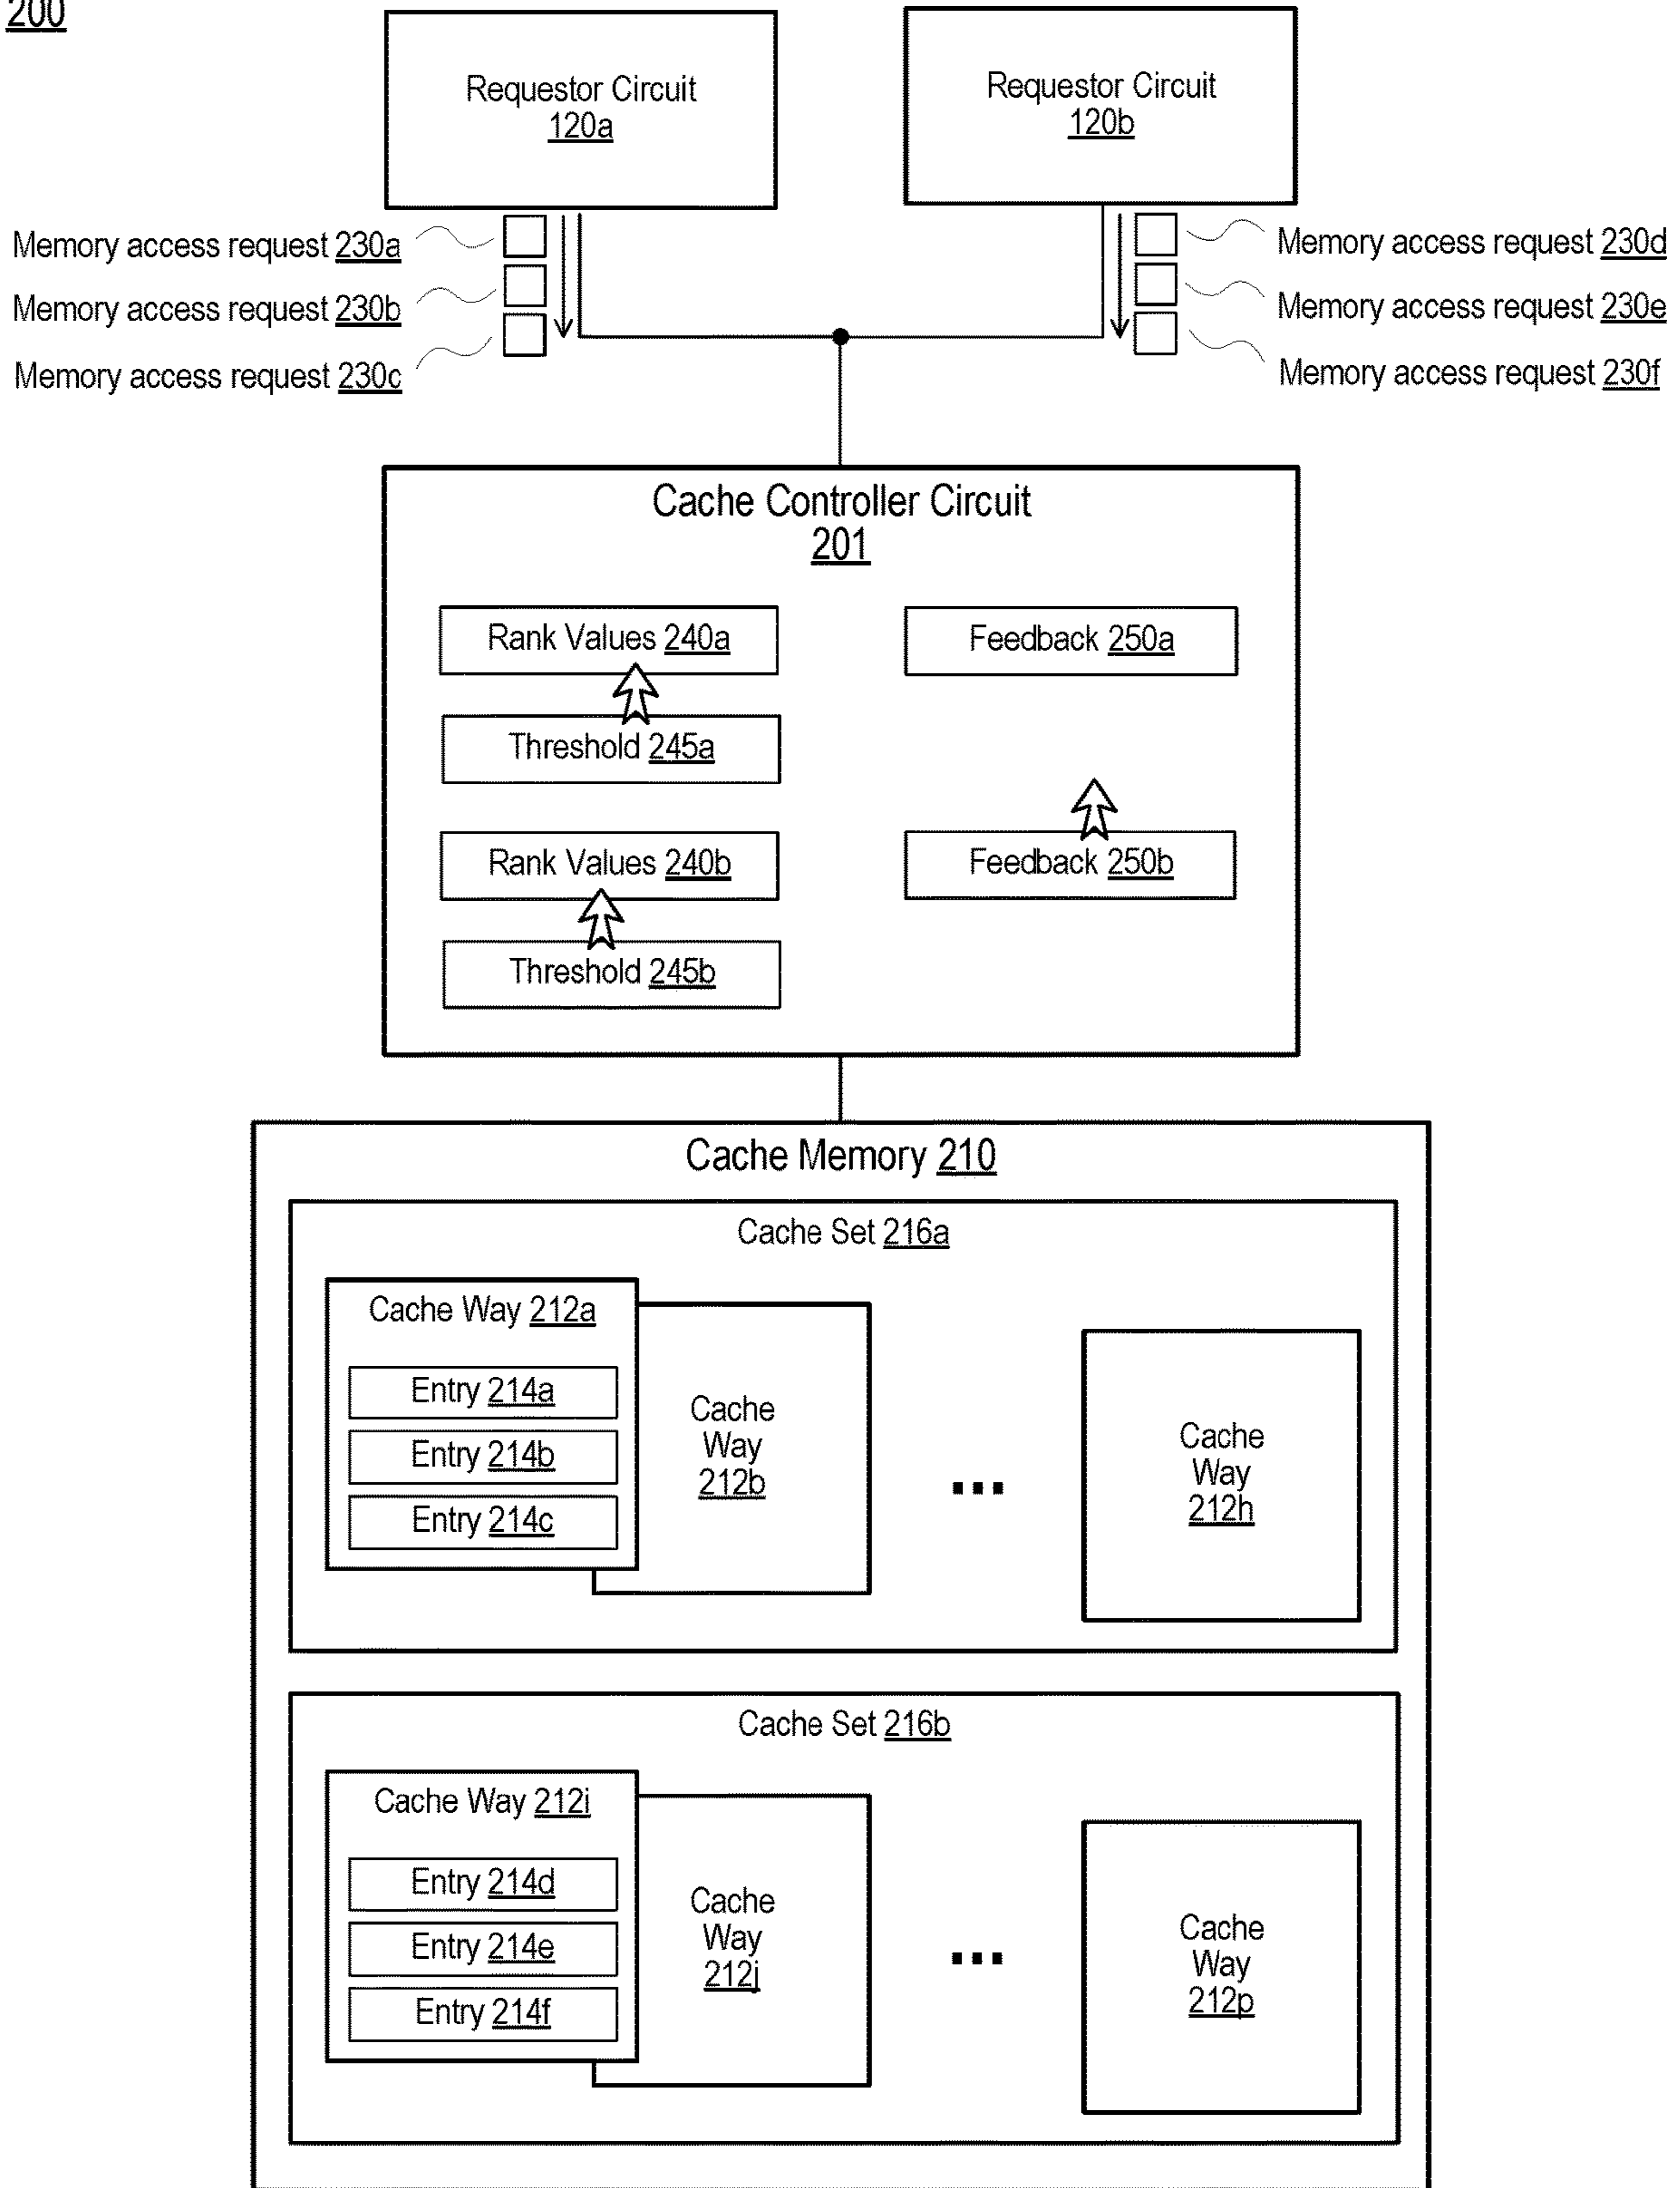 200
Requestor Circuit
120a
Requestor Circuit
120b
Memory access request 230a
Memory access request 230b
Memory access request 230c
Memory access request 230d
Memory access request 230e
Memory access request 230f
Cache Controller Circuit
201
Rank Values 240a
Feedback 250a
Threshold 245a
Rank Values 240b
Feedback 250b
Threshold 245b
Cache Memory 210
Cache Set 216a
Cache Way 212a
Entry 214a
Entry 214b
Entry 214c
Cache
Way
212b
...
Cache
Way
212h
Cache Set 216b
Cache Way 212i
Entry 214d
Entry 214e
Entry 214f
Cache
Way
212j
...
Cache
Way
212p